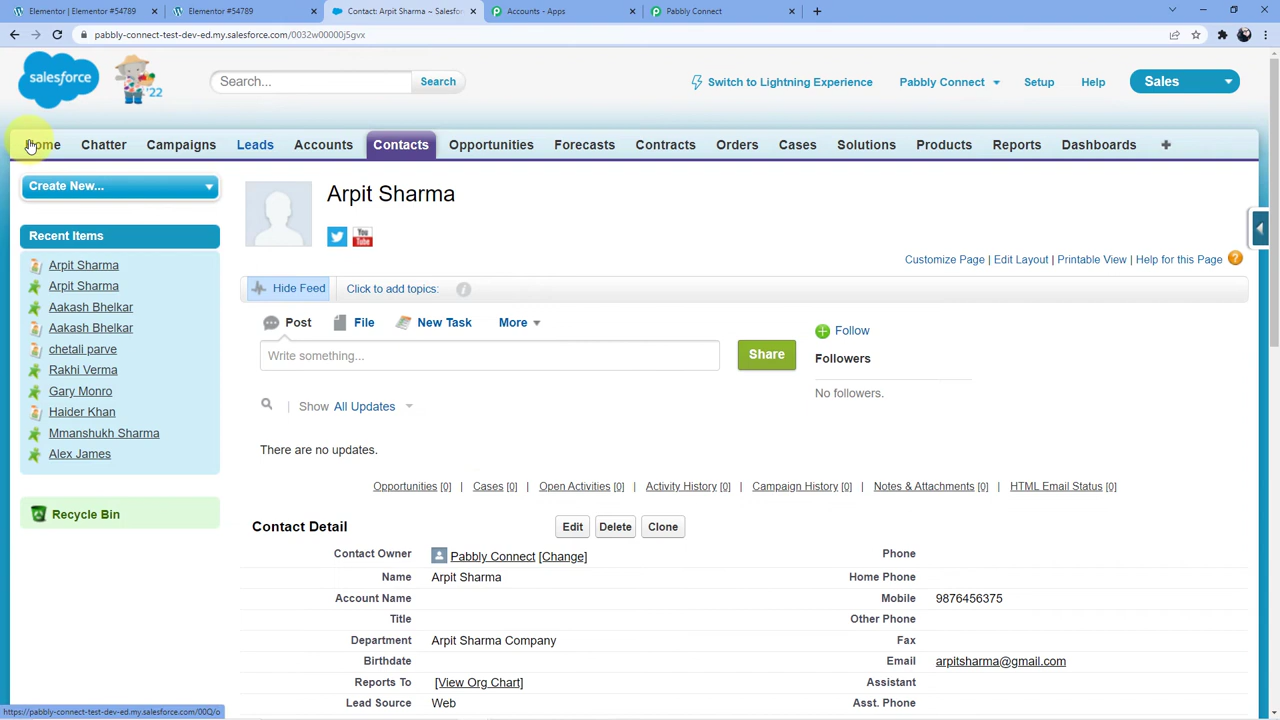 Elementor | Elementor #54789
Elementor #54789
Contact: Arpit Sharma ~ Salesfo
Accounts - Apps
Pabbly Connect
pabbly-connect-test-dev-ed.my.salesforce.com/0032w00000j5gvx
salesforce
'22
Search...
Search
Switch to Lightning Experience
Pabbly Connect
Setup
Help
Sales
Home
Chatter
Campaigns
Leads
Accounts
Contacts
Opportunities
Forecasts
Contracts
Orders
Cases
Solutions
Products
Reports
Dashboards
Create New...
Recent Items
Arpit Sharma
Arpit Sharma
Aakash Bhelkar
Aakash Bhelkar
chetali parve
Rakhi Verma
Gary Monro
Haider Khan
Mmanshukh Sharma
Alex James
Recycle Bin
Arpit Sharma
You Tube
Customize Page | Edit Layout | Printable View | Help for this Page ?
Hide Feed
Click to add topics:
Post
File
New Task
More
Write something...
Share
Follow
Followers
No followers.
Show All Updates
There are no updates.
Opportunities [0] | Cases [0] | Open Activities [0] | Activity History [0] | Campaign History [0] | Notes & Attachments [0] | HTML Email Status [0]
Contact Detail
Edit
Delete
Clone
Contact Owner Pabbly Connect [Change] Phone
Name Arpit Sharma Home Phone
Account Name Mobile 9876456375
Title Other Phone
Department Arpit Sharma Company Fax
Birthdate Email arpitsharma@gmail.com
Reports To [View Org Chart] Assistant
Lead Source Web Asst. Phone
https://pabbly-connect-test-dev-ed.my.salesforce.com/00Q/o